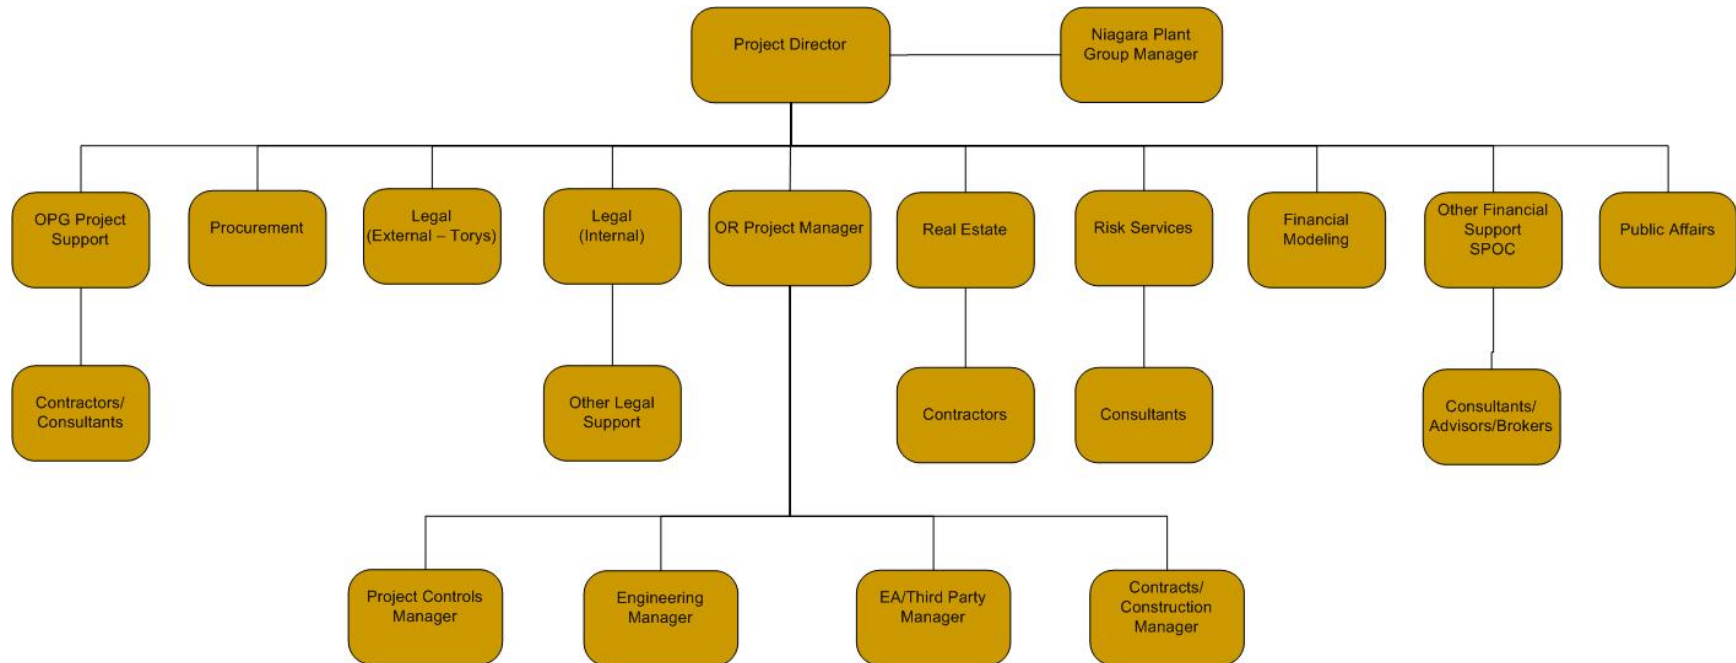 Project Director
Niagara Plant
Group Manager
OPG Project
Support
Procurement
Legal
(External – Torys)
Legal
(Internal)
OR Project Manager
Real Estate
Risk Services
Financial
Modeling
Other Financial
Support
SPOC
Public Affairs
Contractors/
Consultants
Other Legal
Support
Contractors
Consultants
Consultants/
Advisors/Brokers
Project Controls
Manager
Engineering
Manager
EA/Third Party
Manager
Contracts/
Construction
Manager